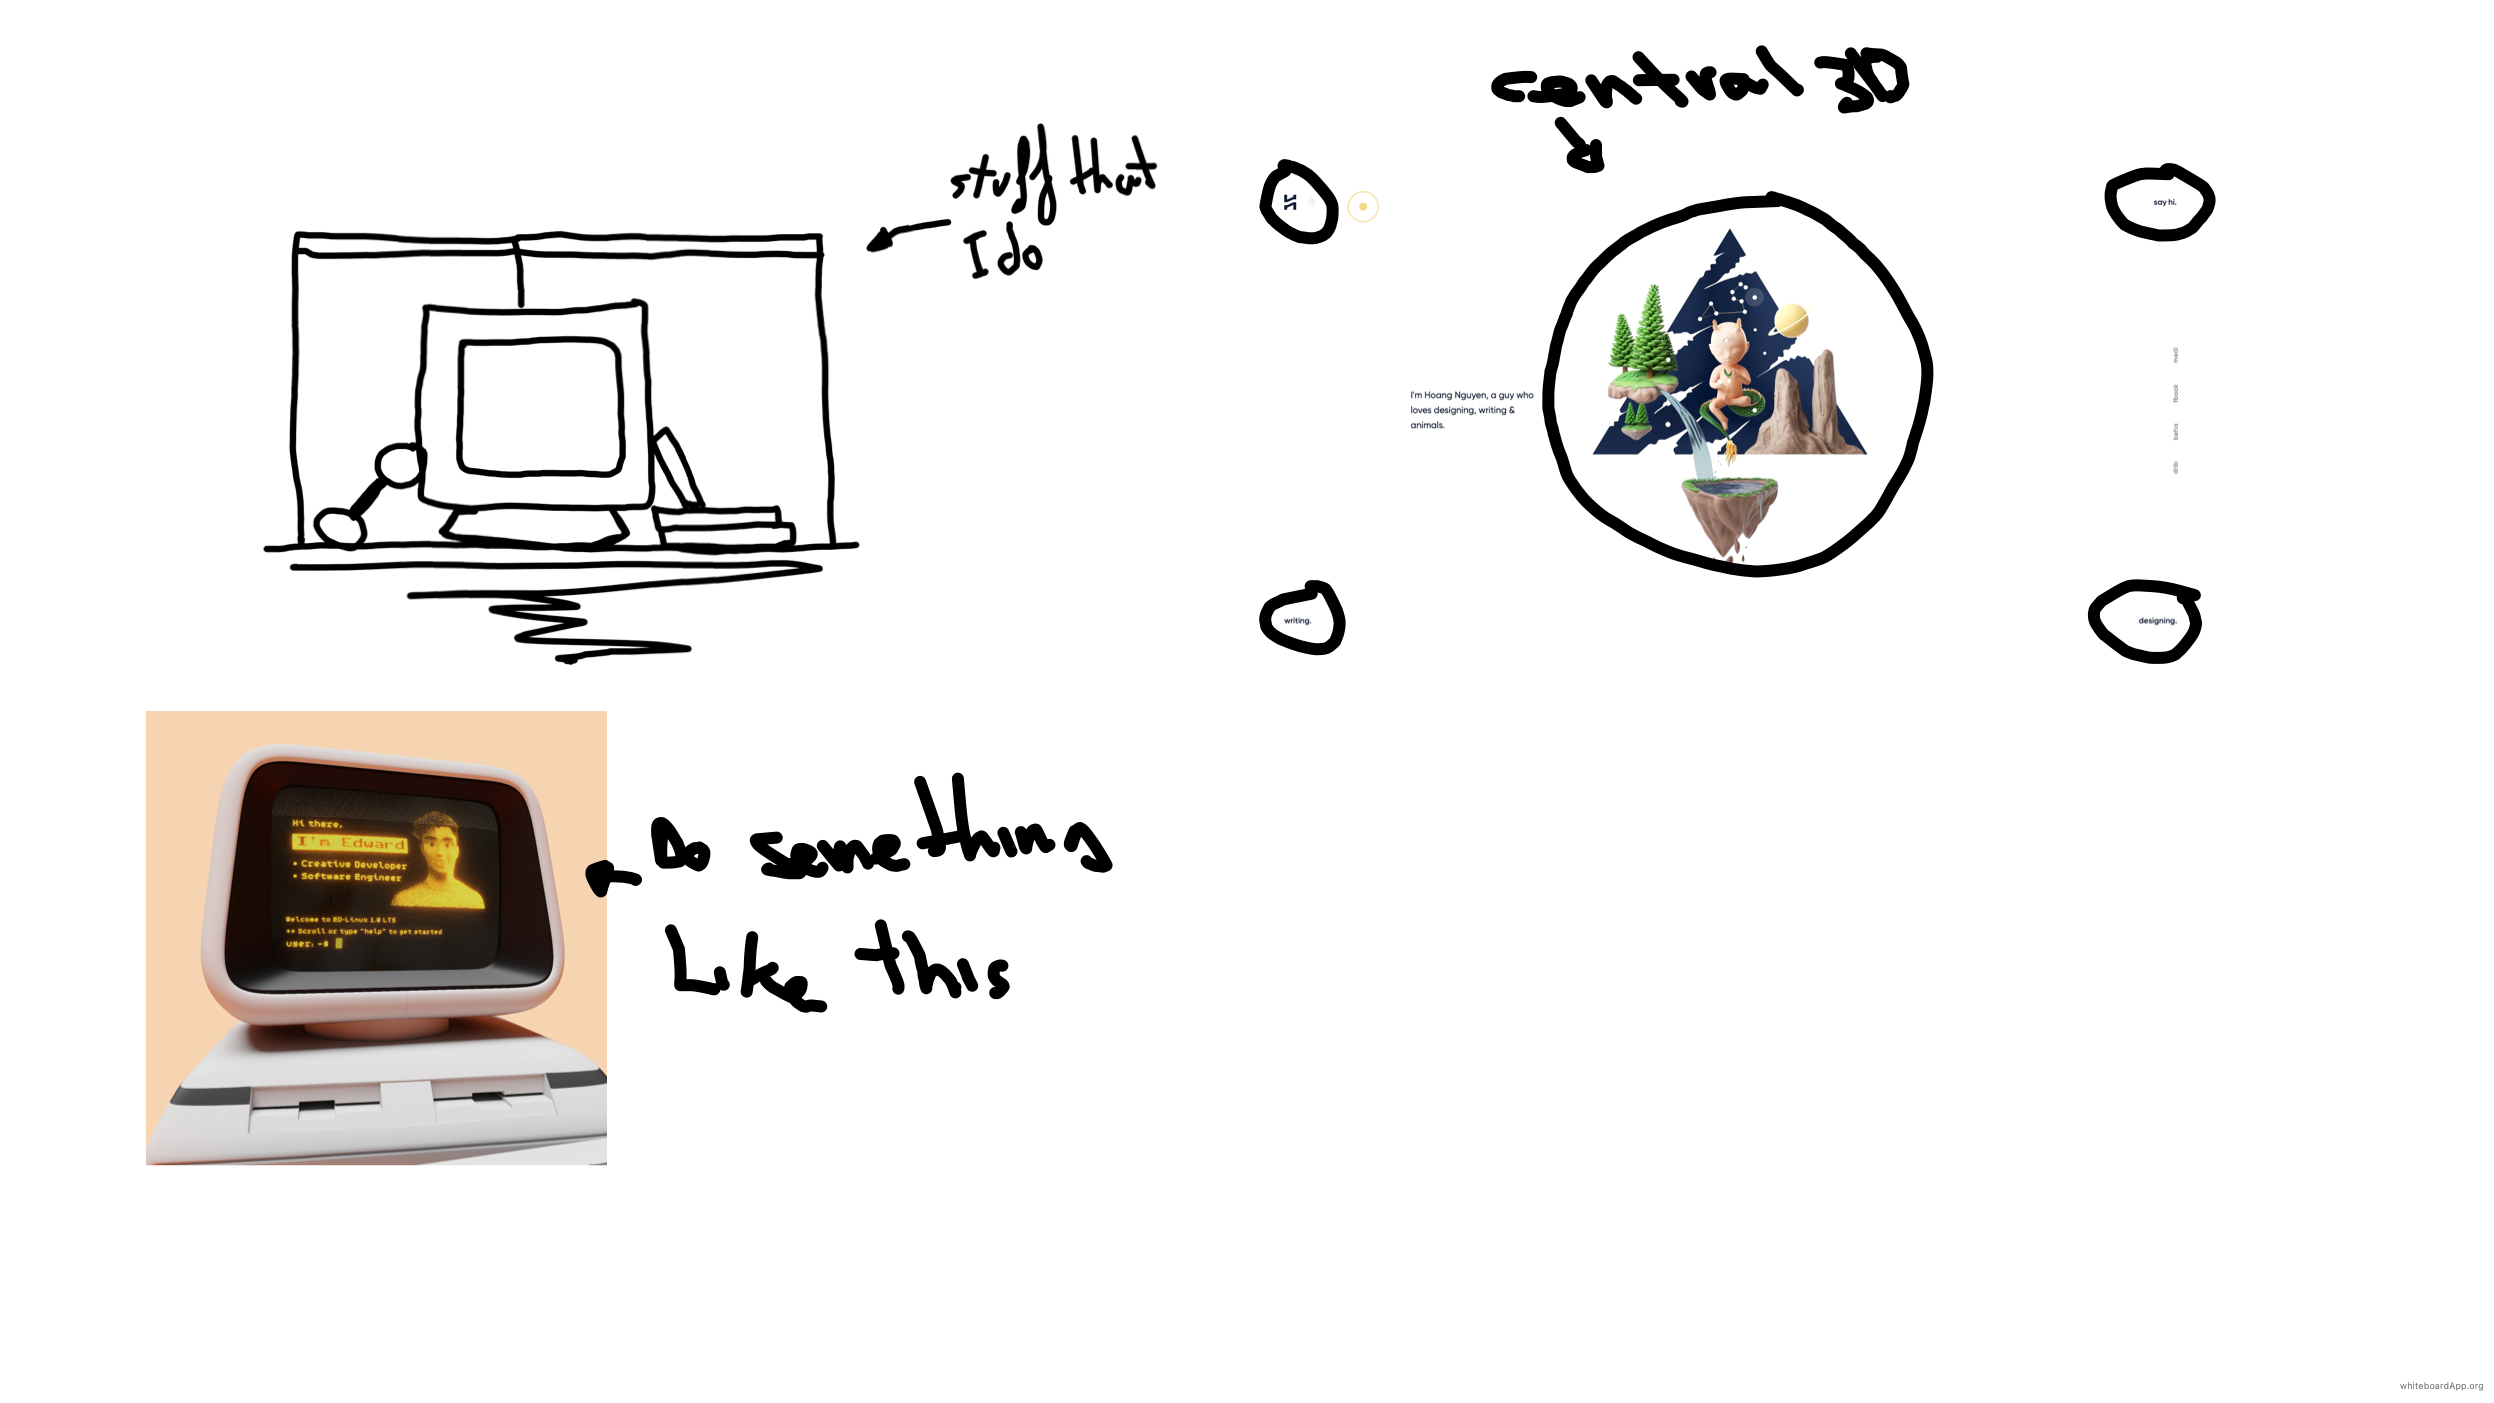 stuff that
I do
central 3D
say hi.
I'm Hoang Nguyen, a guy who
loves designing, writing &
animals.
medi
fbook
beha
drib
writing.
designing.
Hi there,
I'm Edward
• Creative Developer
• Software Engineer
Welcome to ED-Linux 1.0 LTS
** Scroll or type "help" to get started
user:~$
Do something
Like this
whiteboardApp.org